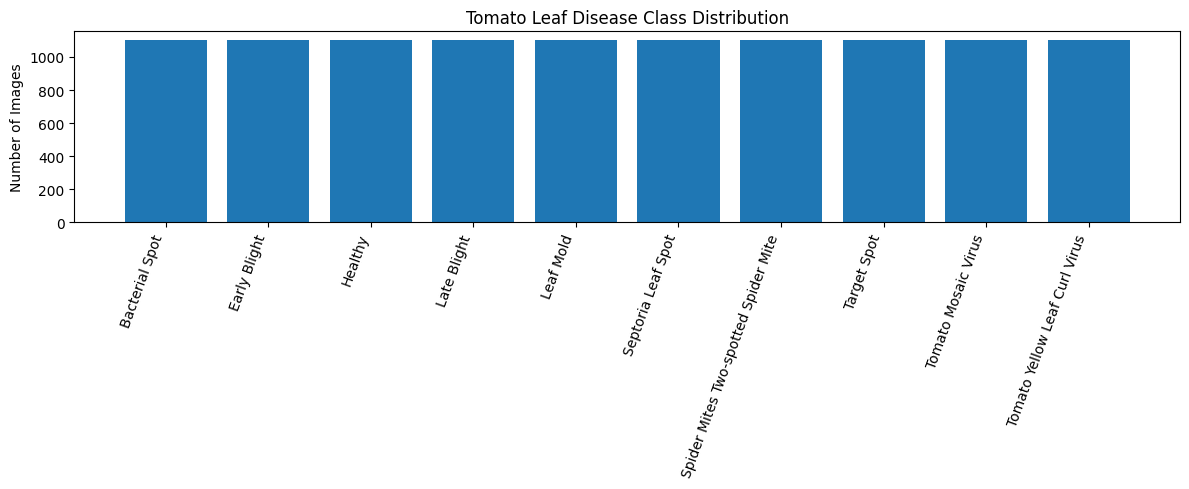 Tomato Leaf Disease Class Distribution
Number of Images
1000
800
600
400
200
0
Bacterial Spot
Early Blight
Healthy
Late Blight
Leaf Mold
Septoria Leaf Spot
Spider Mites Two-spotted Spider Mite
Target Spot
Tomato Mosaic Virus
Tomato Yellow Leaf Curl Virus